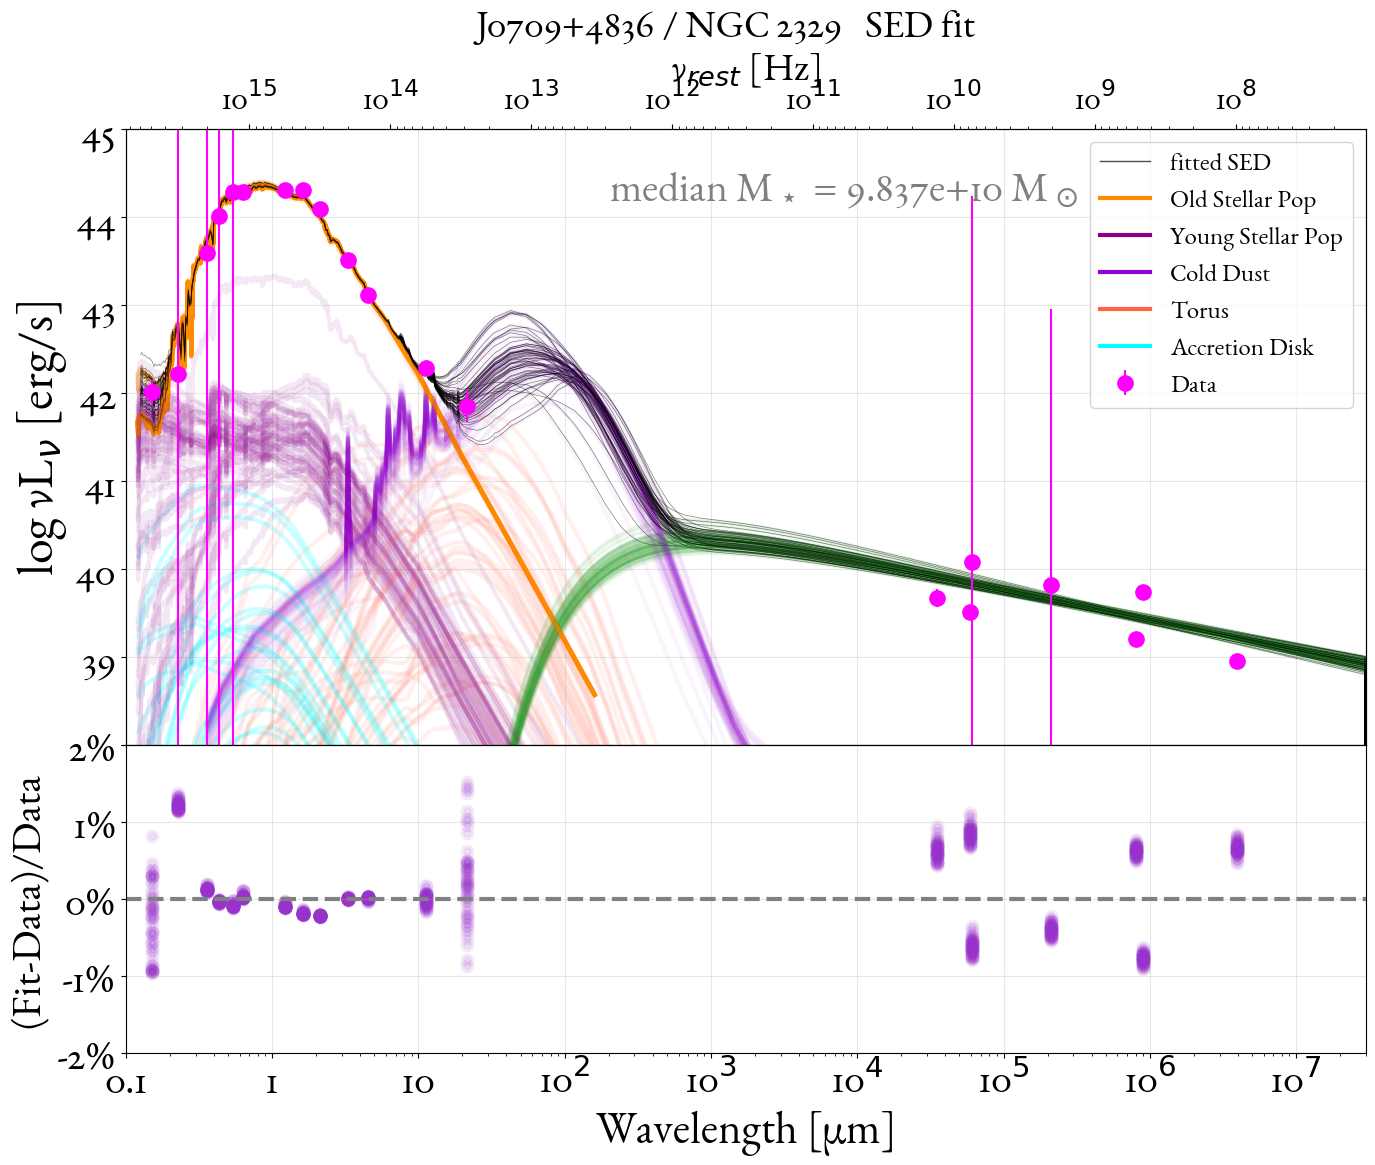 J0709+4836 / NGC 2329 SED fit
νrest [Hz]
10^15 10^14 10^13 10^12 10^11 10^10 10^9 10^8
median M⋆ = 9.837e+10 M⊙
fitted SED
Old Stellar Pop
Young Stellar Pop
Cold Dust
Torus
Accretion Disk
Data
log νLν [erg/s]
45
44
43
42
41
40
39
(Fit-Data)/Data
2%
1%
0%
-1%
-2%
0.1 1 10 10^2 10^3 10^4 10^5 10^6 10^7
Wavelength [μm]